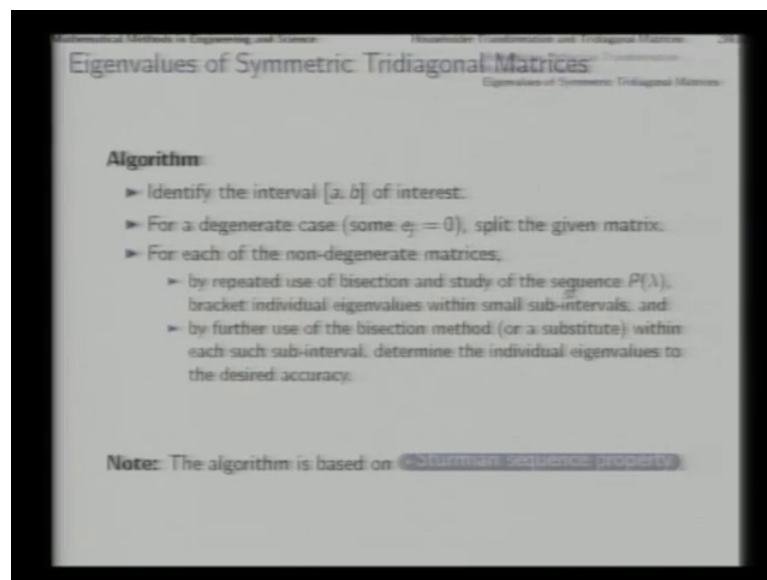 Mathematical Methods in Engineering and Science Householder Transformation and Tridiagonal Matrices
Eigenvalues of Symmetric Tridiagonal Matrices
Eigenvalues of Symmetric Tridiagonal Matrices
Algorithm
► Identify the interval [a, b] of interest.
► For a degenerate case (some e_j = 0), split the given matrix.
► For each of the non-degenerate matrices,
► by repeated use of bisection and study of the sequence P(λ),
bracket individual eigenvalues within small sub-intervals, and
► by further use of the bisection method (or a substitute) within
each such sub-interval, determine the individual eigenvalues to
the desired accuracy.
Note: The algorithm is based on Sturmian sequence property